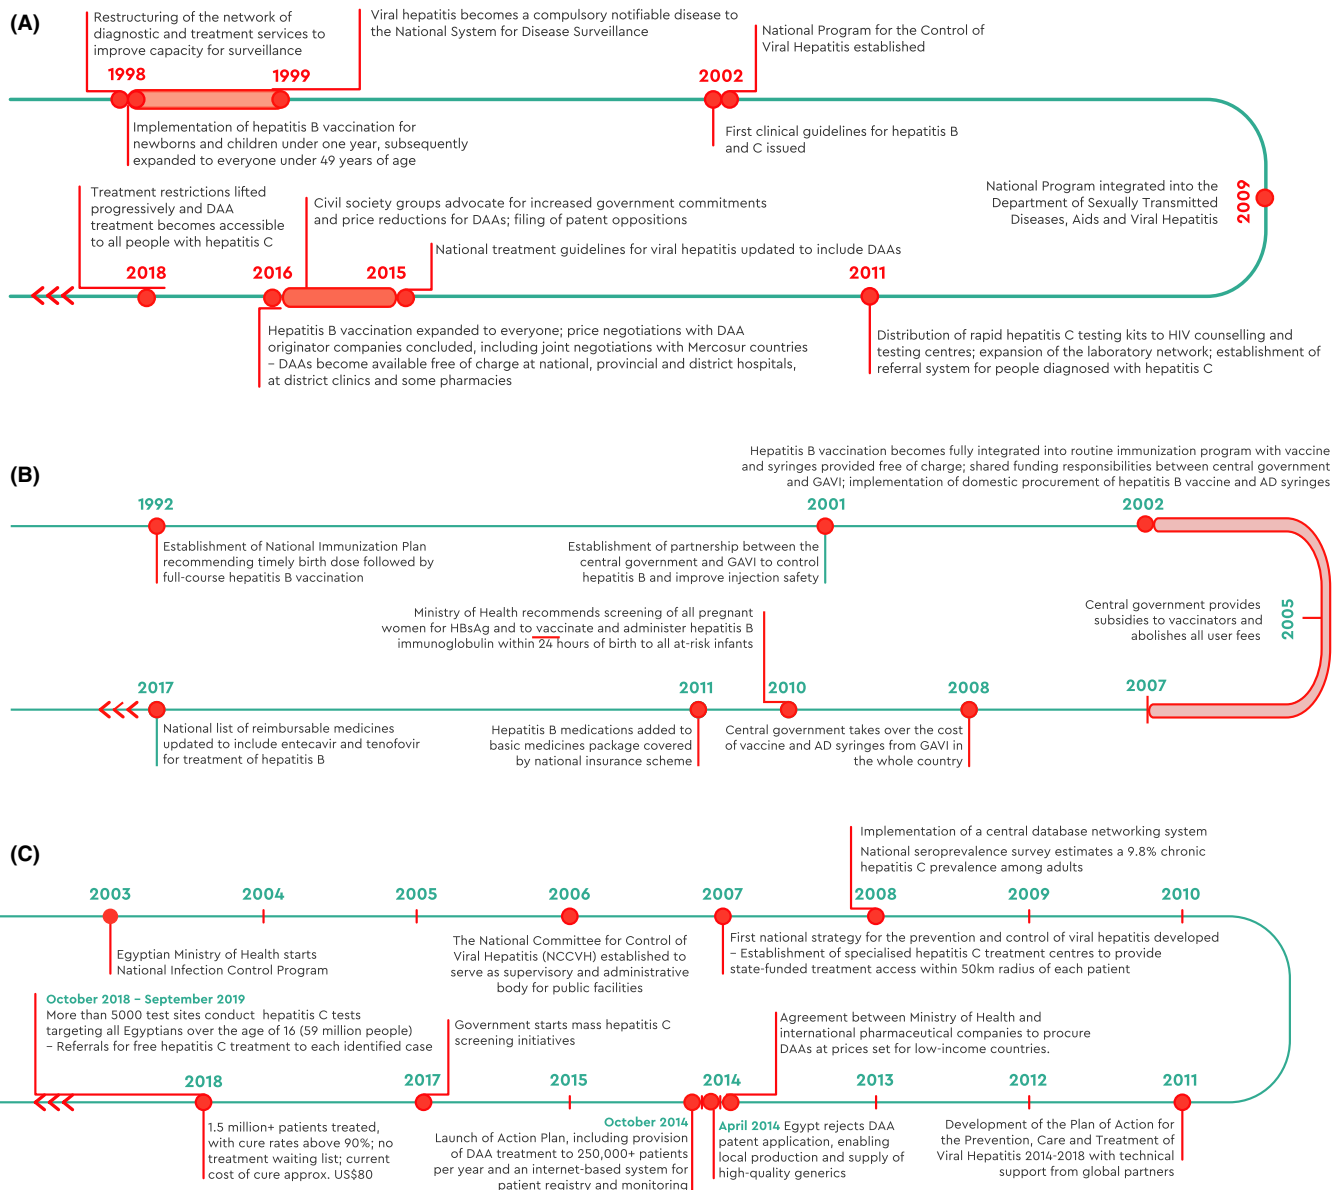 (A)
Restructuring of the network of
diagnostic and treatment services to
improve capacity for surveillance
Viral hepatitis becomes a compulsory notifiable disease to
the National System for Disease Surveillance
National Program for the Control of
Viral Hepatitis established
1998
1999
2002
Implementation of hepatitis B vaccination for
newborns and children under one year, subsequently
expanded to everyone under 49 years of age
First clinical guidelines for hepatitis B
and C issued
National Program integrated into the
Department of Sexually Transmitted
Diseases, Aids and Viral Hepatitis
2009
Treatment restrictions lifted
progressively and DAA
treatment becomes accessible
to all people with hepatitis C
Civil society groups advocate for increased government commitments
and price reductions for DAAs; filing of patent oppositions
National treatment guidelines for viral hepatitis updated to include DAAs
2018
2016
2015
2011
Hepatitis B vaccination expanded to everyone; price negotiations with DAA
originator companies concluded, including joint negotiations with Mercosur countries
– DAAs become available free of charge at national, provincial and district hospitals,
at district clinics and some pharmacies
Distribution of rapid hepatitis C testing kits to HIV counselling and
testing centres; expansion of the laboratory network; establishment of
referral system for people diagnosed with hepatitis C
(B)
Hepatitis B vaccination becomes fully integrated into routine immunization program with vaccine
and syringes provided free of charge; shared funding responsibilities between central government
and GAVI; implementation of domestic procurement of hepatitis B vaccine and AD syringes
1992
2001
2002
Establishment of National Immunization Plan
recommending timely birth dose followed by
full-course hepatitis B vaccination
Establishment of partnership between the
central government and GAVI to control
hepatitis B and improve injection safety
Central government provides
subsidies to vaccinators and
abolishes all user fees
2005
Ministry of Health recommends screening of all pregnant
women for HBsAg and to vaccinate and administer hepatitis B
immunoglobulin within 24 hours of birth to all at-risk infants
2017
2011
2010
2008
2007
National list of reimbursable medicines
updated to include entecavir and tenofovir
for treatment of hepatitis B
Hepatitis B medications added to
basic medicines package covered
by national insurance scheme
Central government takes over the cost
of vaccine and AD syringes from GAVI in
the whole country
(C)
Implementation of a central database networking system
National seroprevalence survey estimates a 9.8% chronic
hepatitis C prevalence among adults
2003
2004
2005
2006
2007
2008
2009
2010
Egyptian Ministry of Health starts
National Infection Control Program
The National Committee for Control of
Viral Hepatitis (NCCVH) established to
serve as supervisory and administrative
body for public facilities
First national strategy for the prevention and control of viral hepatitis developed
– Establishment of specialised hepatitis C treatment centres to provide
state-funded treatment access within 50km radius of each patient
October 2018 – September 2019
More than 5000 test sites conduct hepatitis C tests
targeting all Egyptians over the age of 16 (59 million people)
– Referrals for free hepatitis C treatment to each identified case
Government starts mass hepatitis C
screening initiatives
Agreement between Ministry of Health and
international pharmaceutical companies to procure
DAAs at prices set for low-income countries.
2018
2017
2015
2014
2013
2012
2011
1.5 million+ patients treated,
with cure rates above 90%; no
treatment waiting list; current
cost of cure approx. US$80
October 2014
Launch of Action Plan, including provision
of DAA treatment to 250,000+ patients
per year and an internet-based system for
patient registry and monitoring
April 2014 Egypt rejects DAA
patent application, enabling
local production and supply of
high-quality generics
Development of the Plan of Action for
the Prevention, Care and Treatment of
Viral Hepatitis 2014-2018 with technical
support from global partners